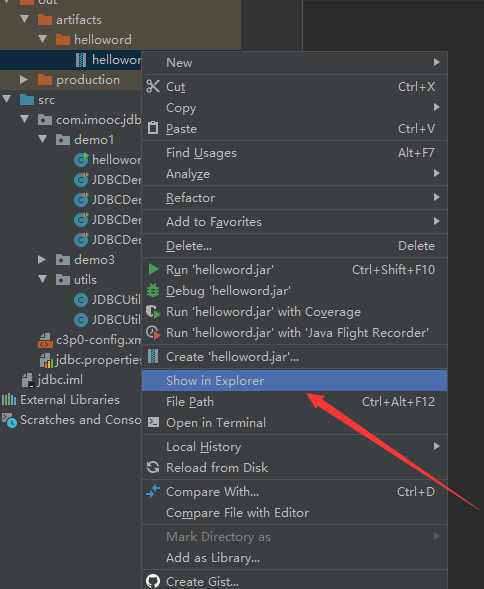 out
artifacts
helloword
hellowor
New
Cut Ctrl+X
production
Copy
src
Paste Ctrl+V
com.imooc.jdb
demo1
Find Usages Alt+F7
helloword
Analyze
JDBCDer
Refactor
JDBCDer
Add to Favorites
JDBCDer
Delete... Delete
JDBCDer
demo3
Run 'helloword.jar' Ctrl+Shift+F10
utils
Debug 'helloword.jar'
JDBCUtil
Run 'helloword.jar' with Coverage
JDBCUtil
Run 'helloword.jar' with 'Java Flight Recorder'
c3p0-config.xm
Create 'helloword.jar'...
jdbc.properties
jdbc.iml
Show in Explorer
External Libraries
File Path Ctrl+Alt+F12
Scratches and Conso
Open in Terminal
Local History
Reload from Disk
Compare With... Ctrl+D
Compare File with Editor
Mark Directory as
Add as Library...
Create Gist...